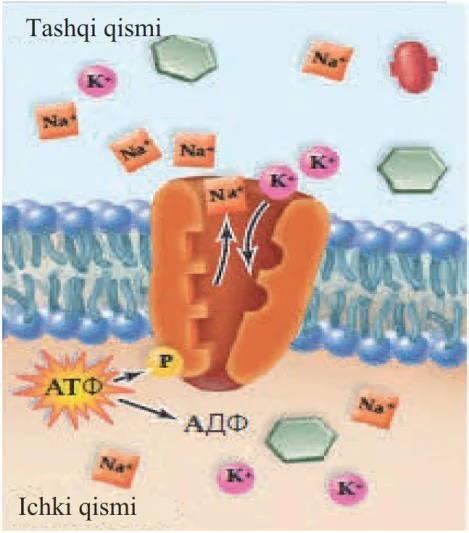 Tashqi qismi
Na⁺
K⁺
Na⁺
Na⁺
Na⁺
K⁺
Na⁺
K⁺
P
АТФ
АДФ
Na⁺
Na⁺
K⁺
K⁺
Ichki qismi